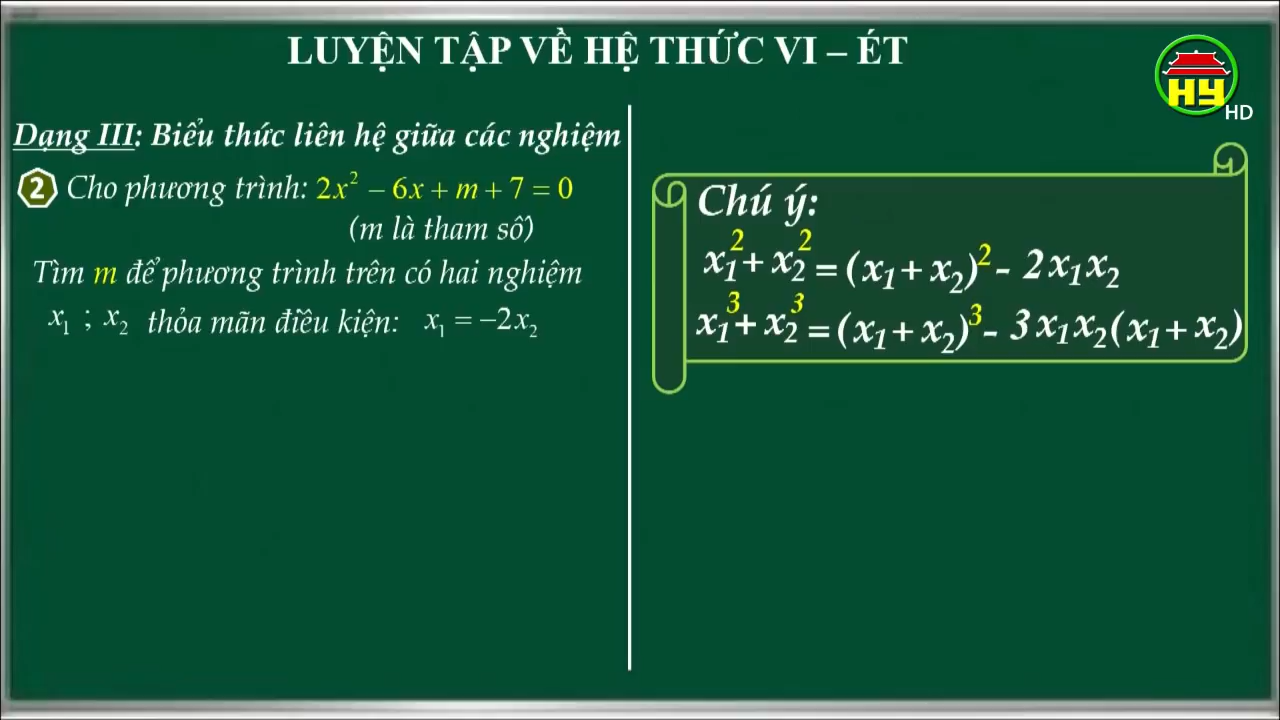 LUYỆN TẬP VỀ HỆ THỨC VI – ÉT
HY
HD
Dạng III: Biểu thức liên hệ giữa các nghiệm
2 Cho phương trình: 2x² – 6x + m + 7 = 0
(m là tham số)
Tìm m để phương trình trên có hai nghiệm
x₁ ; x₂ thỏa mãn điều kiện: x₁ = −2x₂
Chú ý:
x₁² + x₂² = (x₁ + x₂)² - 2x₁x₂
x₁³ + x₂³ = (x₁ + x₂)³ - 3x₁x₂(x₁ + x₂)